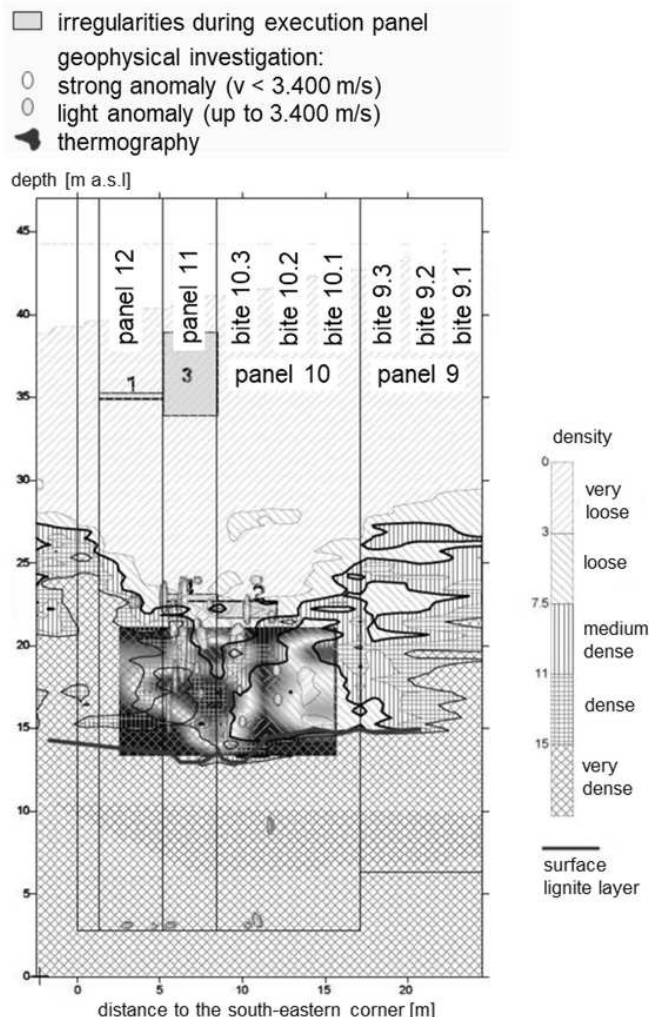 irregularities during execution panel
geophysical investigation:
strong anomaly (v < 3.400 m/s)
light anomaly (up to 3.400 m/s)
thermography
depth [m a.s.l]
45
40
35
30
25
20
15
10
5
0
panel 12
panel 11
bite 10.3
bite 10.2
bite 10.1
bite 9.3
bite 9.2
bite 9.1
panel 10
panel 9
1
3
density
0
very
loose
3
loose
7.5
medium
dense
11
dense
15
very
dense
surface
lignite layer
0
5
10
15
20
distance to the south-eastern corner [m]